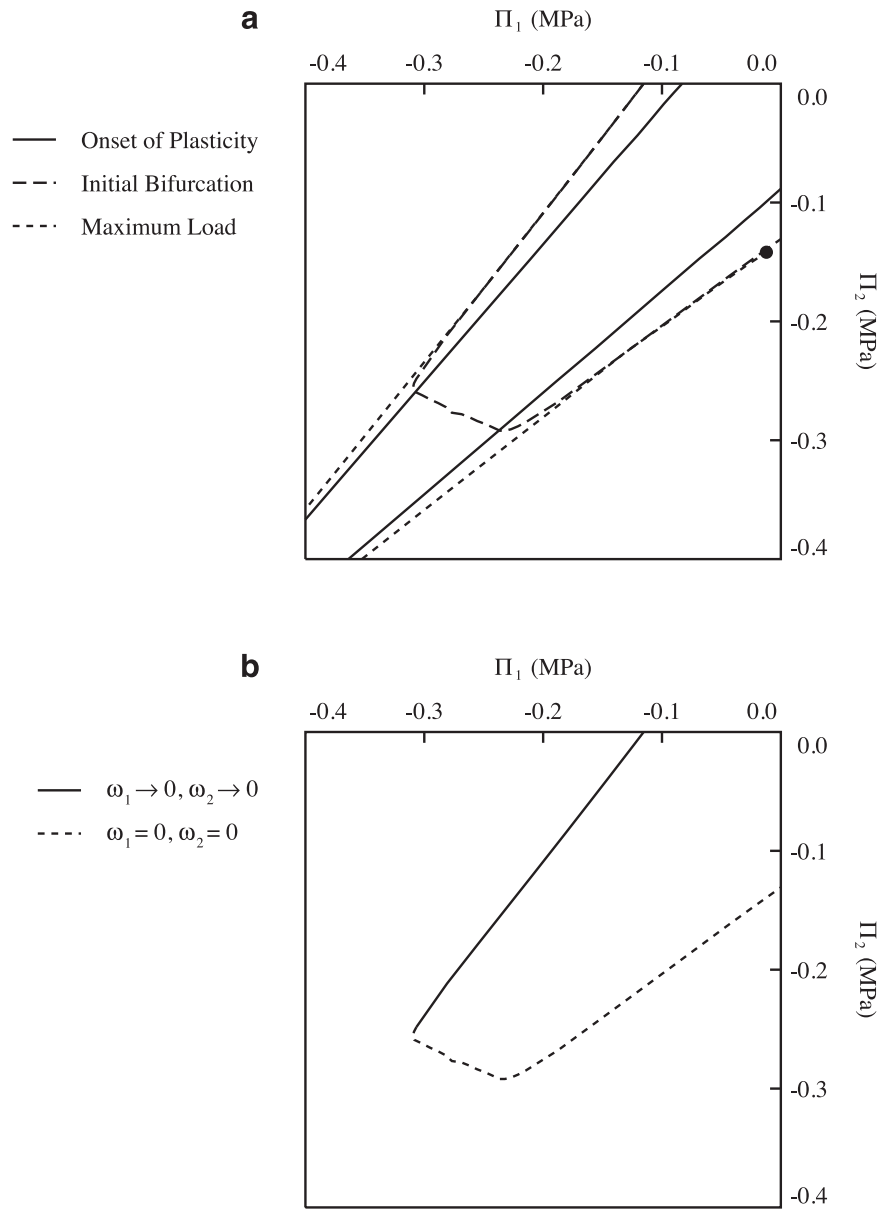 a
Π₁ (MPa)
-0.4 -0.3 -0.2 -0.1 0.0
0.0
-0.1
-0.2
-0.3
-0.4
Π₂ (MPa)
Onset of Plasticity
Initial Bifurcation
Maximum Load
b
Π₁ (MPa)
-0.4 -0.3 -0.2 -0.1 0.0
0.0
-0.1
-0.2
-0.3
-0.4
Π₂ (MPa)
ω₁ → 0, ω₂ → 0
ω₁ = 0, ω₂ = 0